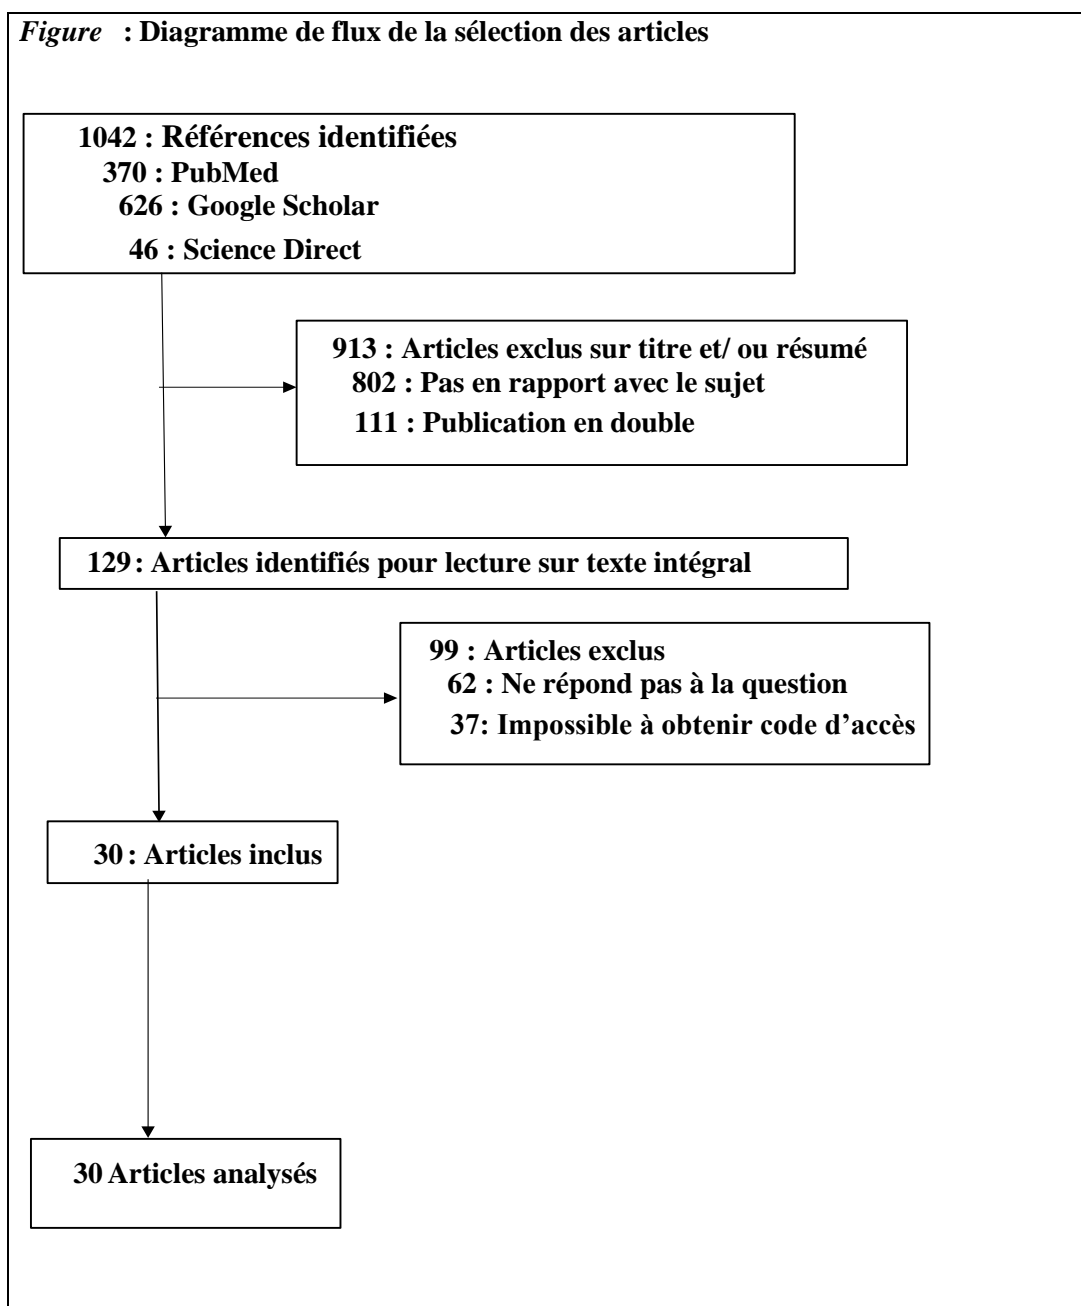 Figure : Diagramme de flux de la sélection des articles
1042 : Références identifiées
370 : PubMed
626 : Google Scholar
46 : Science Direct
913 : Articles exclus sur titre et/ ou résumé
802 : Pas en rapport avec le sujet
111 : Publication en double
129 : Articles identifiés pour lecture sur texte intégral
99 : Articles exclus
62 : Ne répond pas à la question
37: Impossible à obtenir code d’accès
30 : Articles inclus
30 Articles analysés